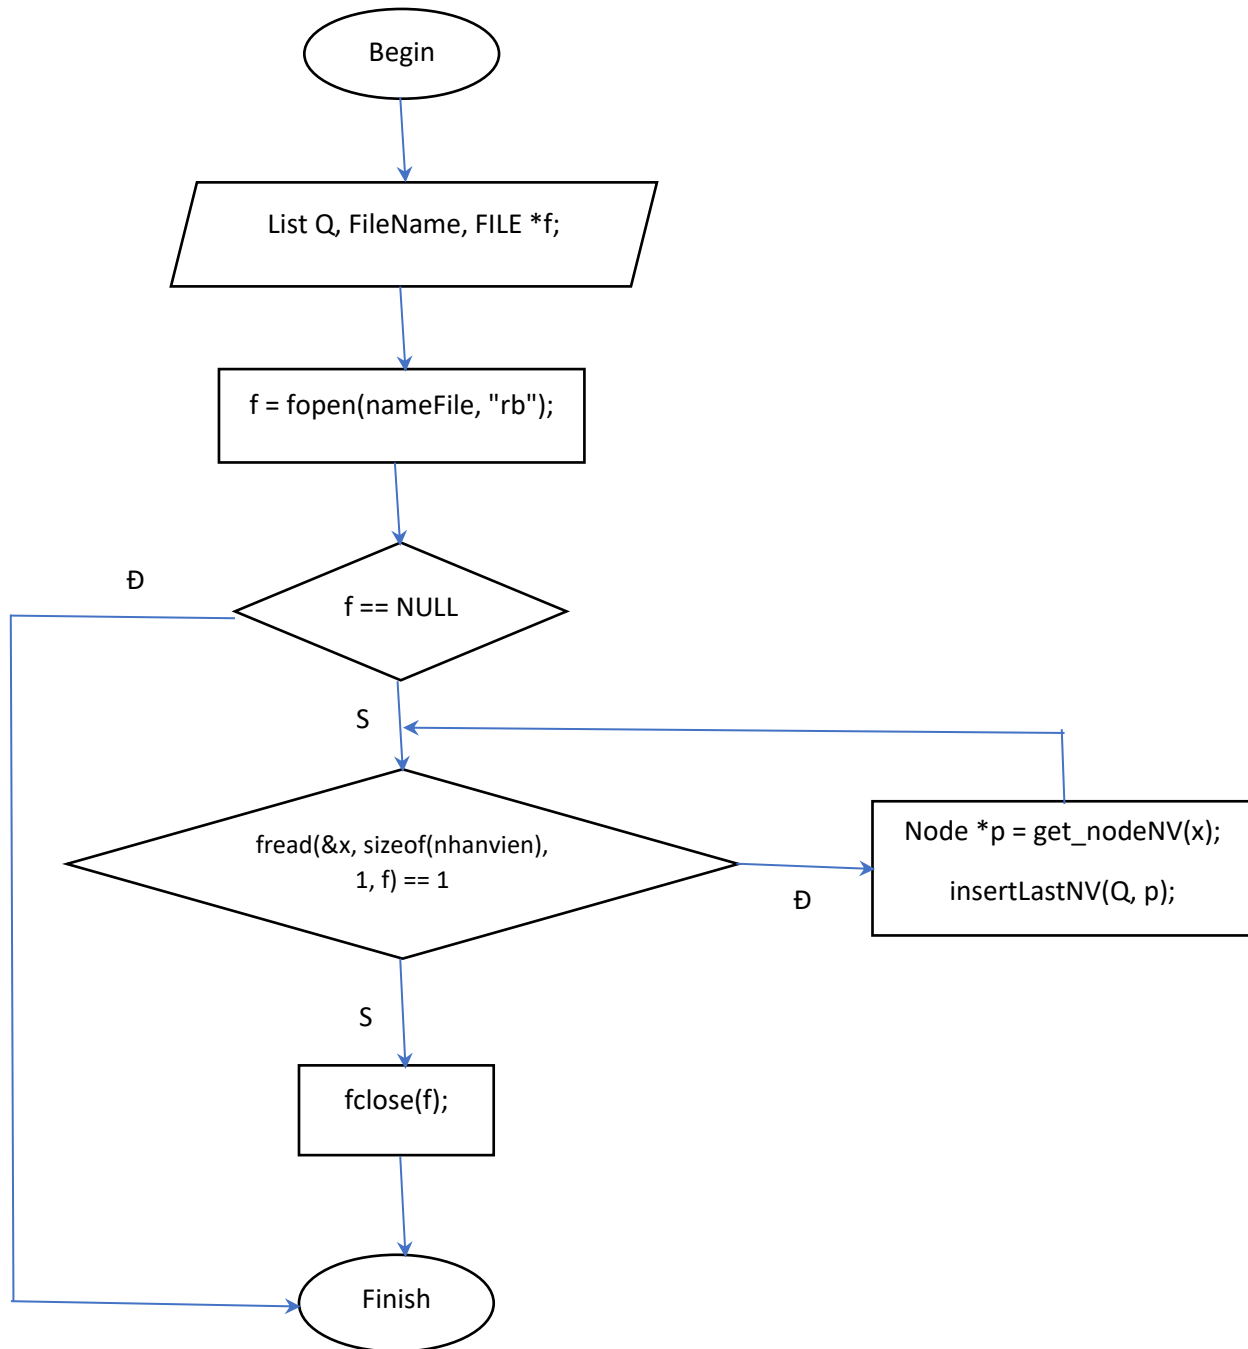 Begin
List Q, FileName, FILE *f;
f = fopen(nameFile, "rb");
Đ
f == NULL
S
fread(&x, sizeof(nhanvien),
1, f) == 1
Node *p = get_nodeNV(x);
insertLastNV(Q, p);
Đ
S
fclose(f);
Finish